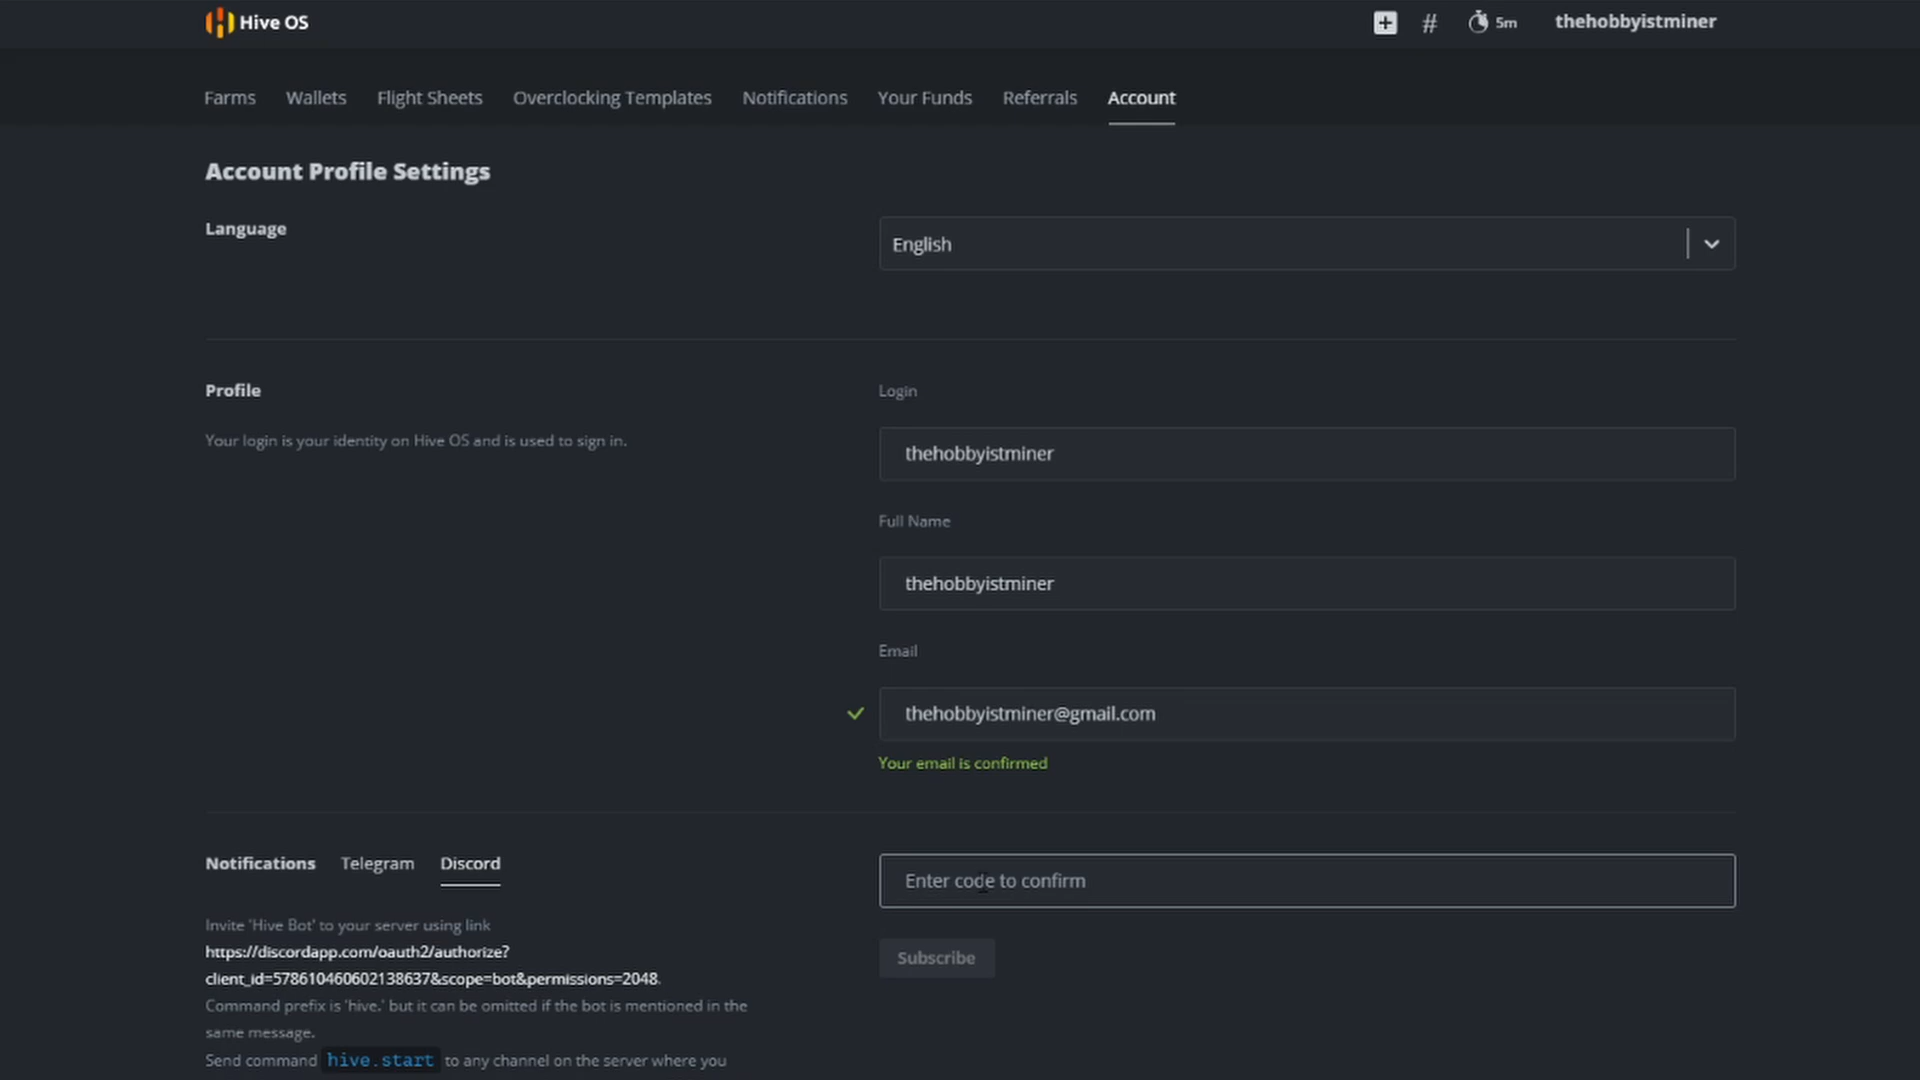 Hive OS
# 5m thehobbyistminer
Farms Wallets Flight Sheets Overclocking Templates Notifications Your Funds Referrals Account
Account Profile Settings
Language
English
Profile
Login
Your login is your identity on Hive OS and is used to sign in.
thehobbyistminer
Full Name
thehobbyistminer
Email
thehobbyistminer@gmail.com
Your email is confirmed
Notifications Telegram Discord
Enter code to confirm
Subscribe
Invite 'Hive Bot' to your server using link
https://discordapp.com/oauth2/authorize?
client_id=578610460602138637&scope=bot&permissions=2048.
Command prefix is 'hive.' but it can be omitted if the bot is mentioned in the
same message.
Send command hive.start to any channel on the server where you